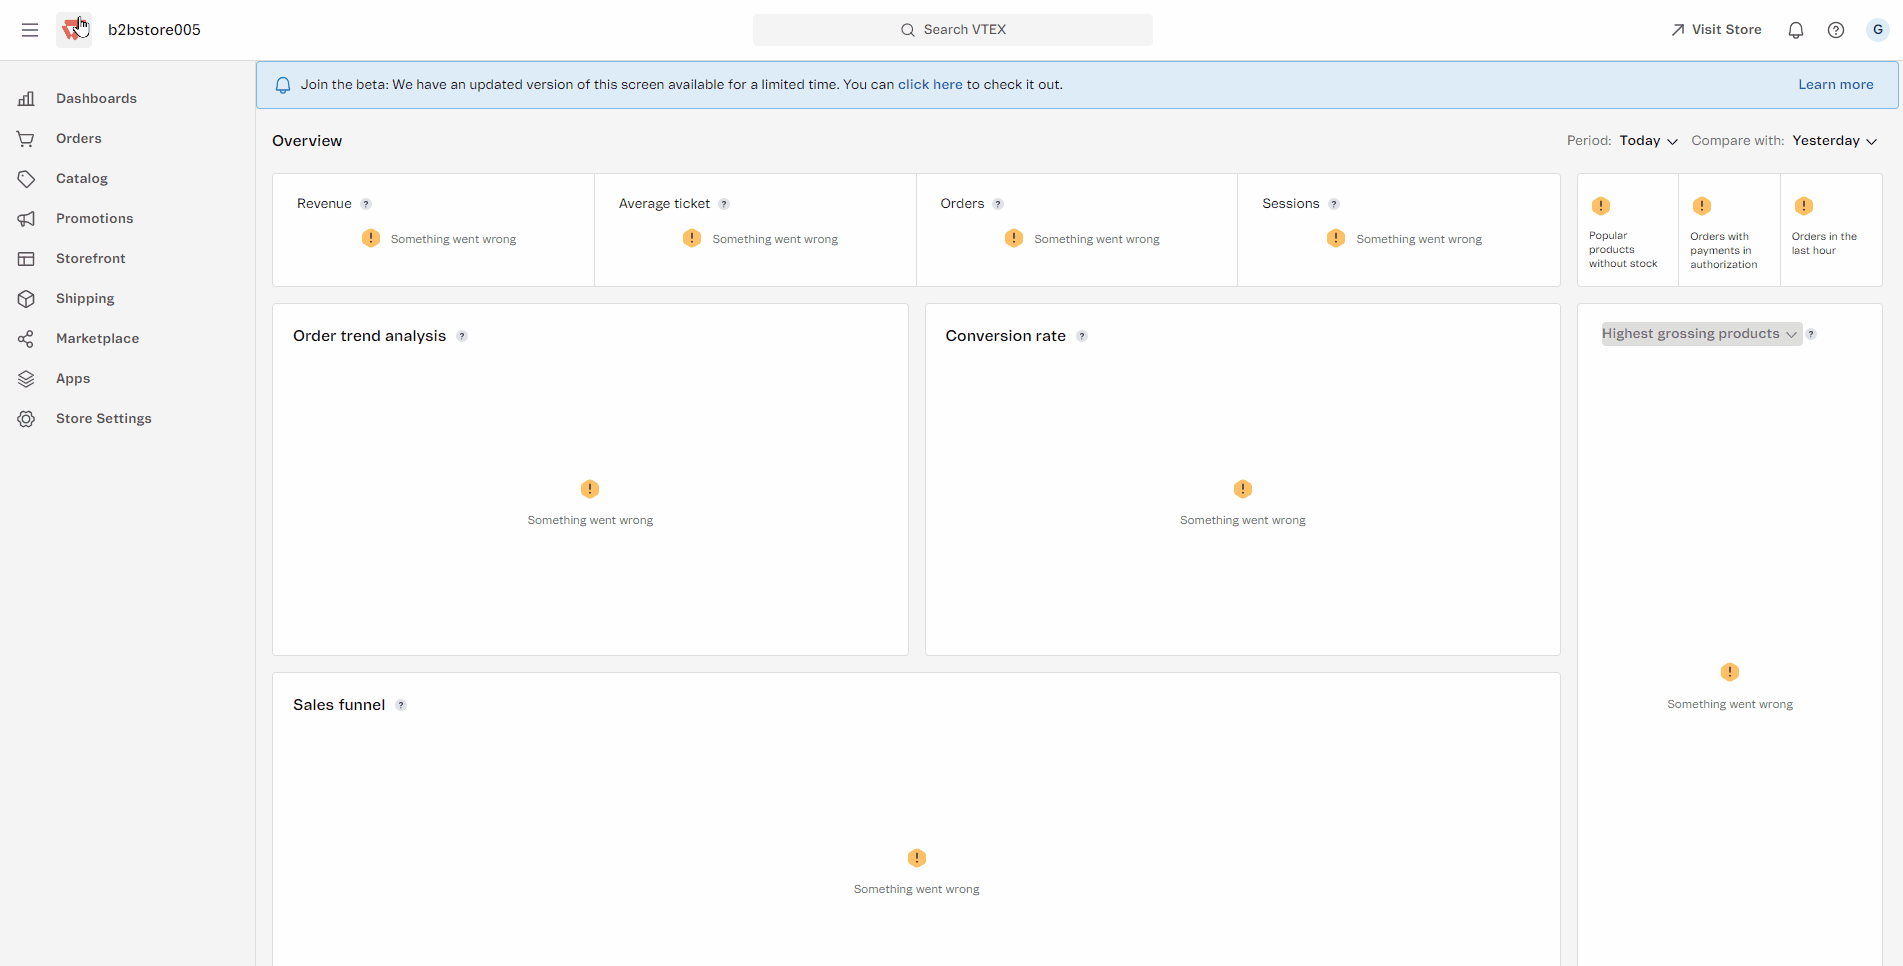 b2bstore005
Search VTEX
Visit Store
G
Dashboards
Orders
Catalog
Promotions
Storefront
Shipping
Marketplace
Apps
Store Settings
Join the beta: We have an updated version of this screen available for a limited time. You can click here to check it out.
Learn more
Overview
Period: Today
Compare with: Yesterday
Revenue ?
! Something went wrong
Average ticket ?
! Something went wrong
Orders ?
! Something went wrong
Sessions ?
! Something went wrong
!
Popular
products
without stock
!
Orders with
payments in
authorization
!
Orders in the
last hour
Order trend analysis ?
!
Something went wrong
Conversion rate ?
!
Something went wrong
Highest grossing products ?
!
Something went wrong
Sales funnel ?
!
Something went wrong